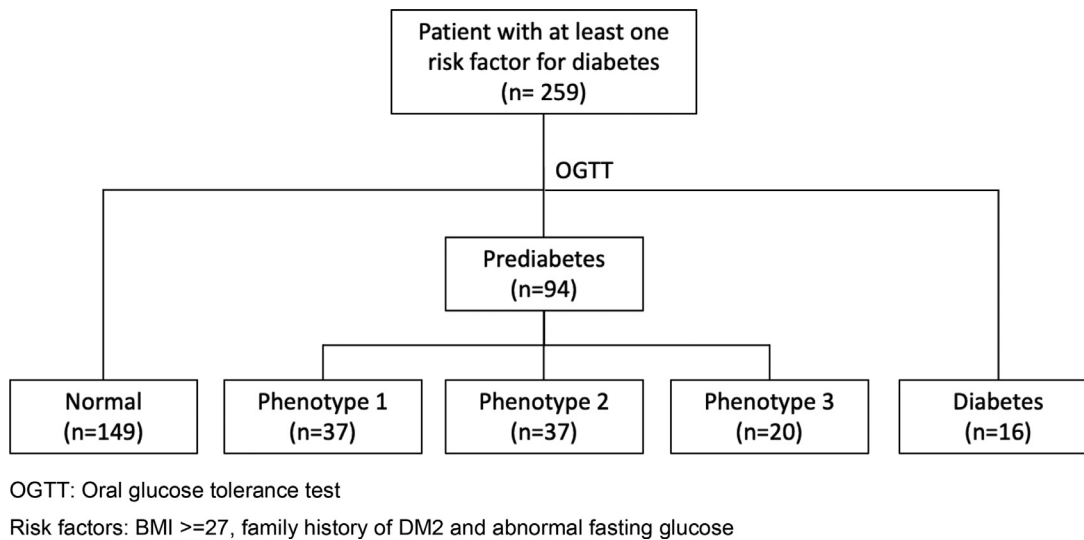 Patient with at least one
risk factor for diabetes
(n= 259)
OGTT
Prediabetes
(n=94)
Normal
(n=149)
Phenotype 1
(n=37)
Phenotype 2
(n=37)
Phenotype 3
(n=20)
Diabetes
(n=16)
OGTT: Oral glucose tolerance test
Risk factors: BMI >=27, family history of DM2 and abnormal fasting glucose